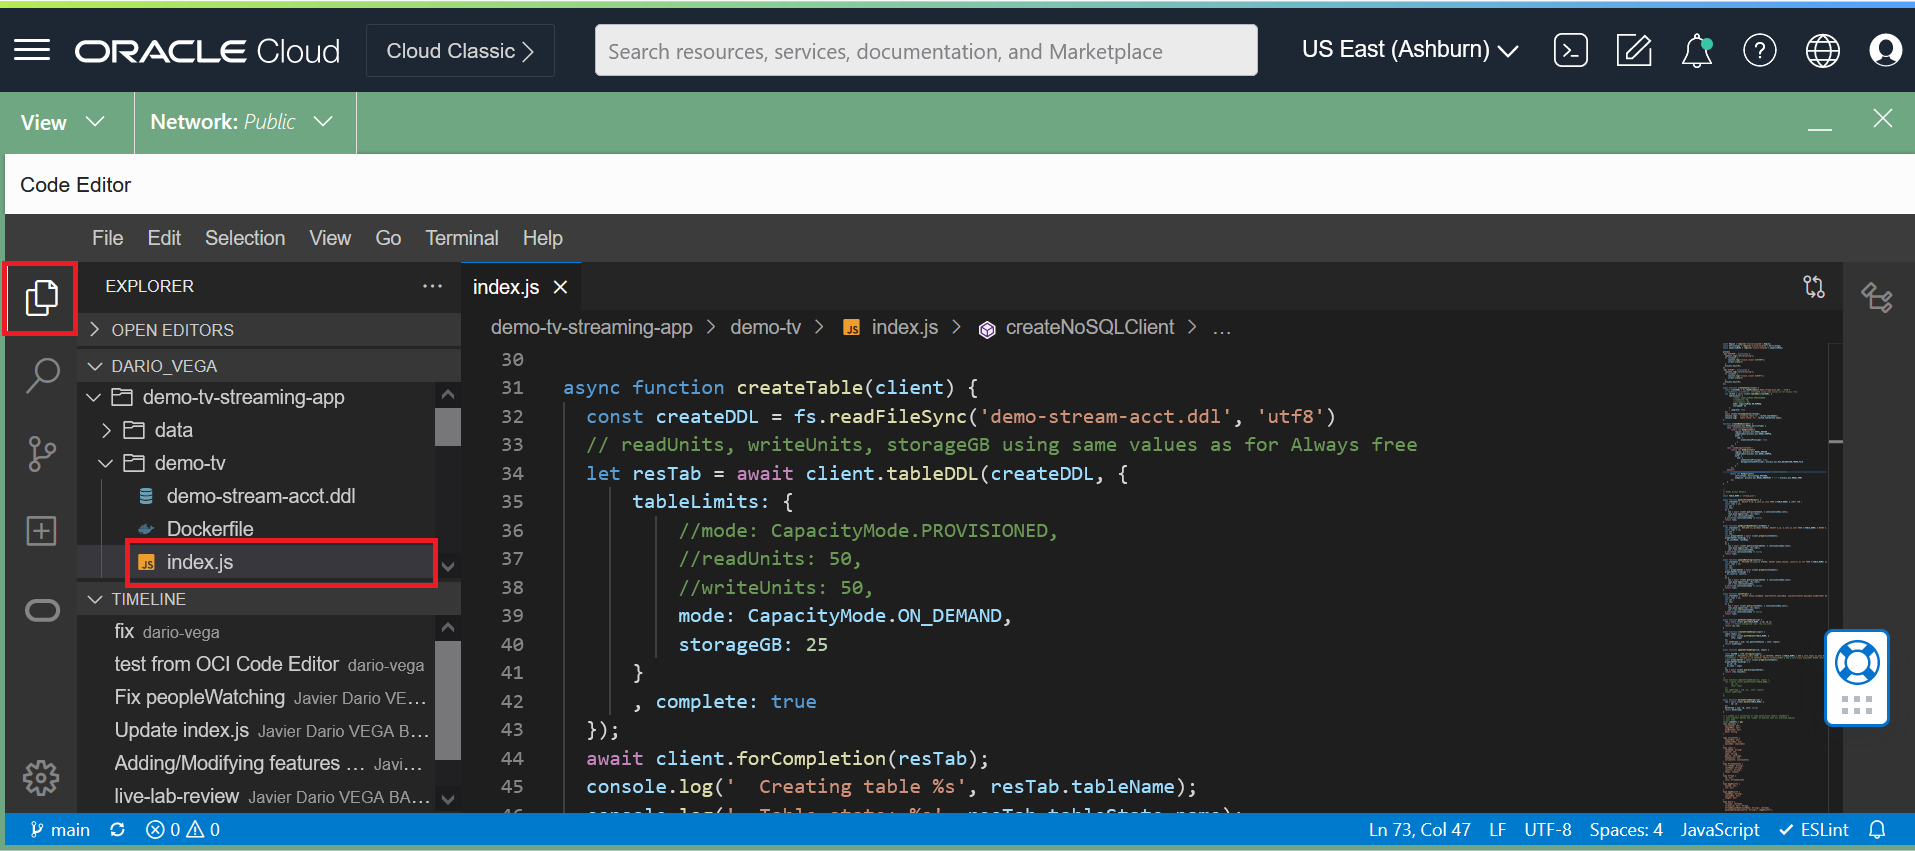 ORACLE Cloud
Cloud Classic
Search resources, services, documentation, and Marketplace
US East (Ashburn)
View
Network: Public
Code Editor
File Edit Selection View Go Terminal Help
EXPLORER
OPEN EDITORS
DARIO_VEGA
demo-tv-streaming-app
data
demo-tv
demo-stream-acct.ddl
Dockerfile
JS index.js
TIMELINE
fix dario-vega
test from OCI Code Editor dario-vega
Fix peopleWatching Javier Dario VE...
Update index.js Javier Dario VEGA B...
Adding/Modifying features ... Javi...
live-lab-review Javier Dario VEGA BA...
index.js
demo-tv-streaming-app > demo-tv > JS index.js > createNoSQLClient > ...
30
31 async function createTable(client) {
32 const createDDL = fs.readFileSync('demo-stream-acct.ddl', 'utf8')
33 // readUnits, writeUnits, storageGB using same values as for Always free
34 let resTab = await client.tableDDL(createDDL, {
35 tableLimits: {
36 //mode: CapacityMode.PROVISIONED,
37 //readUnits: 50,
38 //writeUnits: 50,
39 mode: CapacityMode.ON_DEMAND,
40 storageGB: 25
41 }
42 , complete: true
43 });
44 await client.forCompletion(resTab);
45 console.log('  Creating table %s', resTab.tableName);
main 0 0
Ln 73, Col 47 LF UTF-8 Spaces: 4 JavaScript ESLint